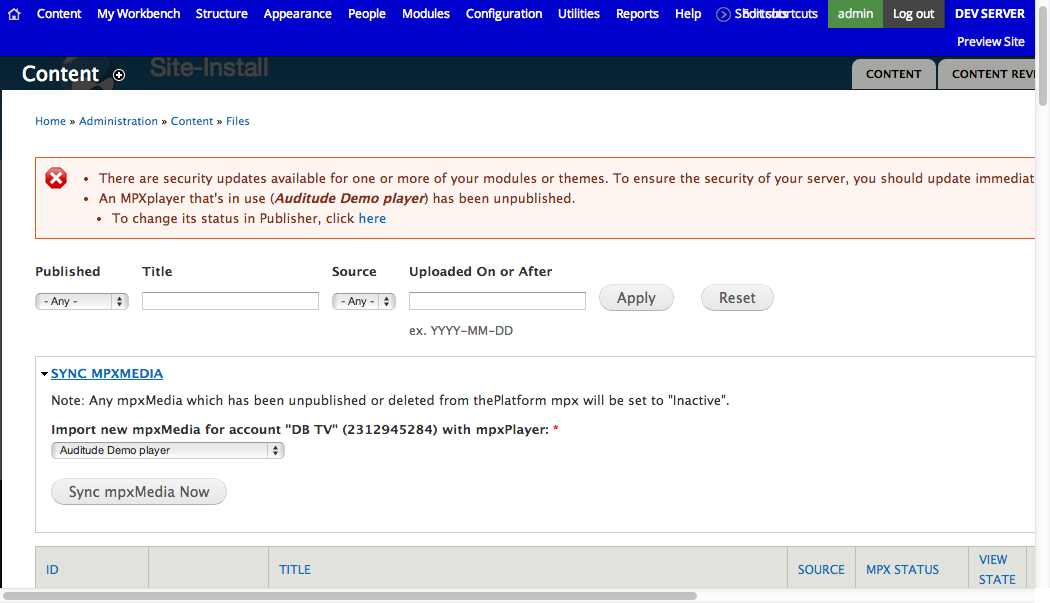 Content My Workbench Structure Appearance People Modules Configuration Utilities Reports Help admin Log out DEV SERVER
Preview Site
Content Site-Install CONTENT CONTENT REVI
Home » Administration » Content » Files
There are security updates available for one or more of your modules or themes. To ensure the security of your server, you should update immediat
An MPXplayer that's in use (Auditude Demo player) has been unpublished.
To change its status in Publisher, click here
Published Title Source Uploaded On or After
- Any - - Any - Apply Reset
ex. YYYY-MM-DD
SYNC MPXMEDIA
Note: Any mpxMedia which has been unpublished or deleted from thePlatform mpx will be set to "Inactive".
Import new mpxMedia for account "DB TV" (2312945284) with mpxPlayer: *
Auditude Demo player
Sync mpxMedia Now
ID TITLE SOURCE MPX STATUS VIEW
STATE